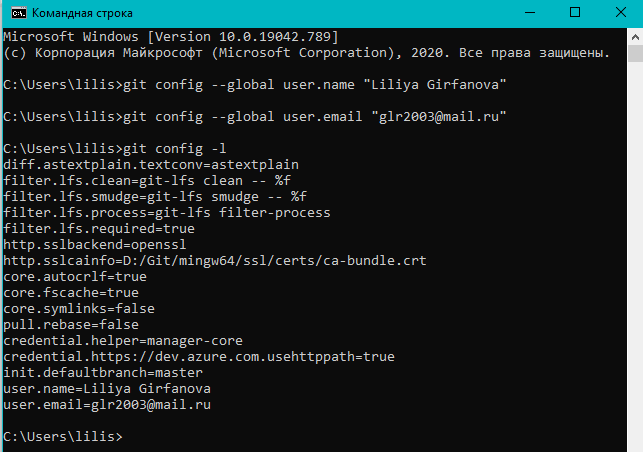 Командная строка
Microsoft Windows [Version 10.0.19042.789]
(c) Корпорация Майкрософт (Microsoft Corporation), 2020. Все права защищены.
C:\Users\lilis>git config --global user.name "Liliya Girfanova"
C:\Users\lilis>git config --global user.email "glr2003@mail.ru"
C:\Users\lilis>git config -l
diff.astextplain.textconv=astextplain
filter.lfs.clean=git-lfs clean -- %f
filter.lfs.smudge=git-lfs smudge -- %f
filter.lfs.process=git-lfs filter-process
filter.lfs.required=true
http.sslbackend=openssl
http.sslcainfo=D:/Git/mingw64/ssl/certs/ca-bundle.crt
core.autocrlf=true
core.fscache=true
core.symlinks=false
pull.rebase=false
credential.helper=manager-core
credential.https://dev.azure.com.usehttppath=true
init.defaultbranch=master
user.name=Liliya Girfanova
user.email=glr2003@mail.ru
C:\Users\lilis>